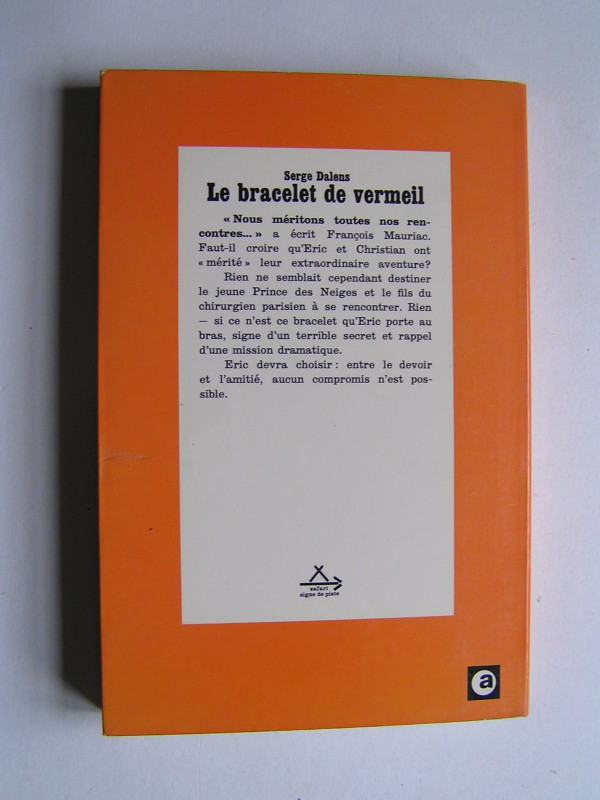 Serge Dalens
Le bracelet de vermeil
« Nous méritons toutes nos ren-
contres... » a écrit François Mauriac.
Faut-il croire qu'Eric et Christian ont
« mérité » leur extraordinaire aventure?
Rien ne semblait cependant destiner
le jeune Prince des Neiges et le fils du
chirurgien parisien à se rencontrer. Rien
— si ce n'est ce bracelet qu'Eric porte au
bras, signe d'un terrible secret et rappel
d'une mission dramatique.
Eric devra choisir : entre le devoir
et l'amitié, aucun compromis n'est pos-
sible.
safari
signe de piste
a